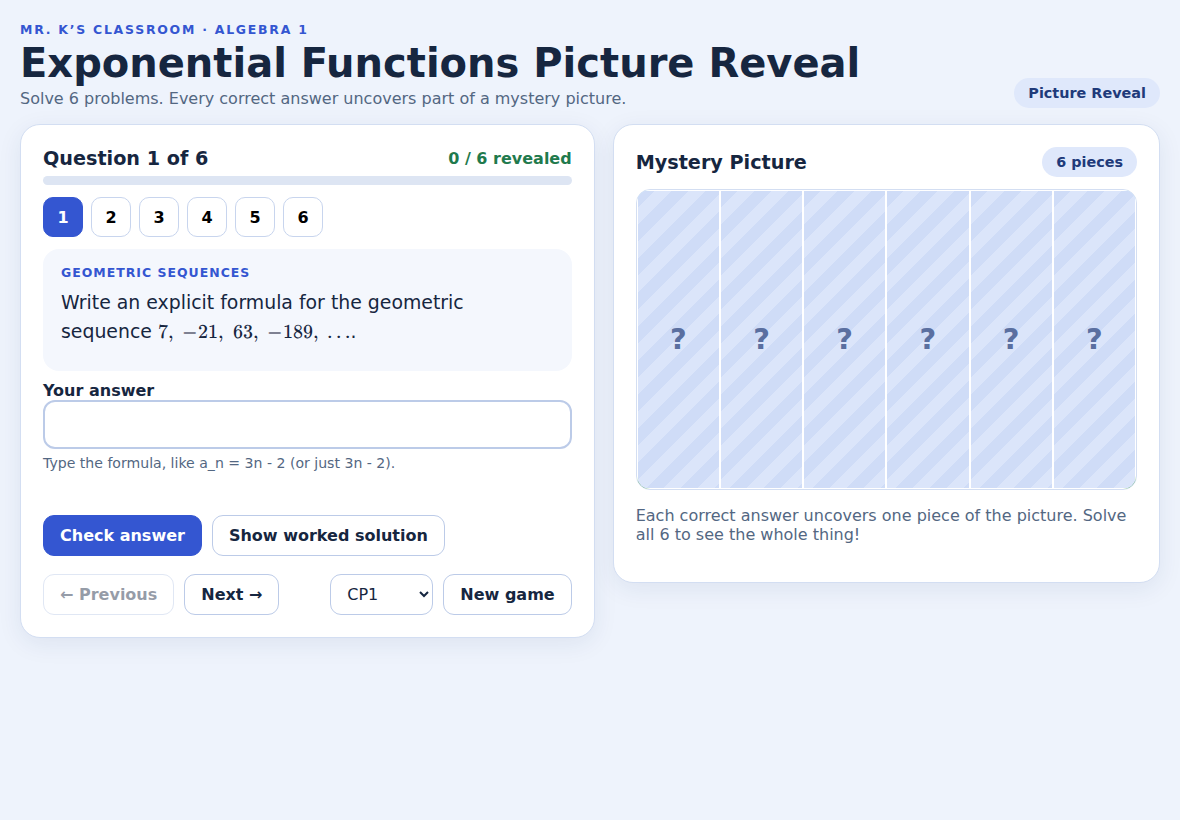 MR. K’S CLASSROOM · ALGEBRA 1
Exponential Functions Picture Reveal
Solve 6 problems. Every correct answer uncovers part of a mystery picture.
Picture Reveal
Question 1 of 6
0 / 6 revealed
1 2 3 4 5 6
GEOMETRIC SEQUENCES
Write an explicit formula for the geometric
sequence 7, −21, 63, −189, ....
Your answer
Type the formula, like a_n = 3n - 2 (or just 3n - 2).
Check answer
Show worked solution
← Previous
Next →
CP1
New game
Mystery Picture
6 pieces
? ? ? ? ? ?
Each correct answer uncovers one piece of the picture. Solve
all 6 to see the whole thing!